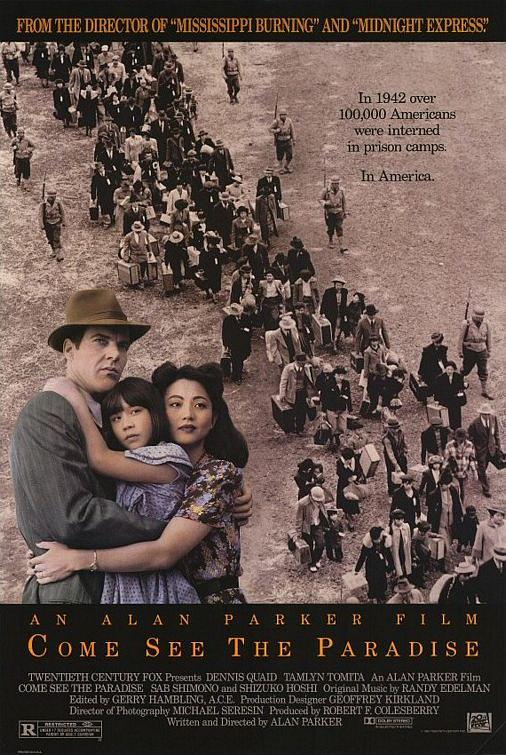 FROM THE DIRECTOR OF "MISSISSIPPI BURNING" AND "MIDNIGHT EXPRESS."
In 1942 over
100,000 Americans
were interned
in prison camps.
In America.
AN ALAN PARKER FILM
COME SEE THE PARADISE
TWENTIETH CENTURY FOX Presents DENNIS QUAID TAMLYN TOMITA An ALAN PARKER Film
COME SEE THE PARADISE SAB SHIMONO and SHIZUKO HOSHI Original Music by RANDY EDELMAN
Edited by GERRY HAMBLING, A.C.E. Production Designer GEOFFREY KIRKLAND
Director of Photography MICHAEL SERESIN Produced by ROBERT F. COLESBERRY
Written and Directed by ALAN PARKER
R RESTRICTED
DOLBY STEREO